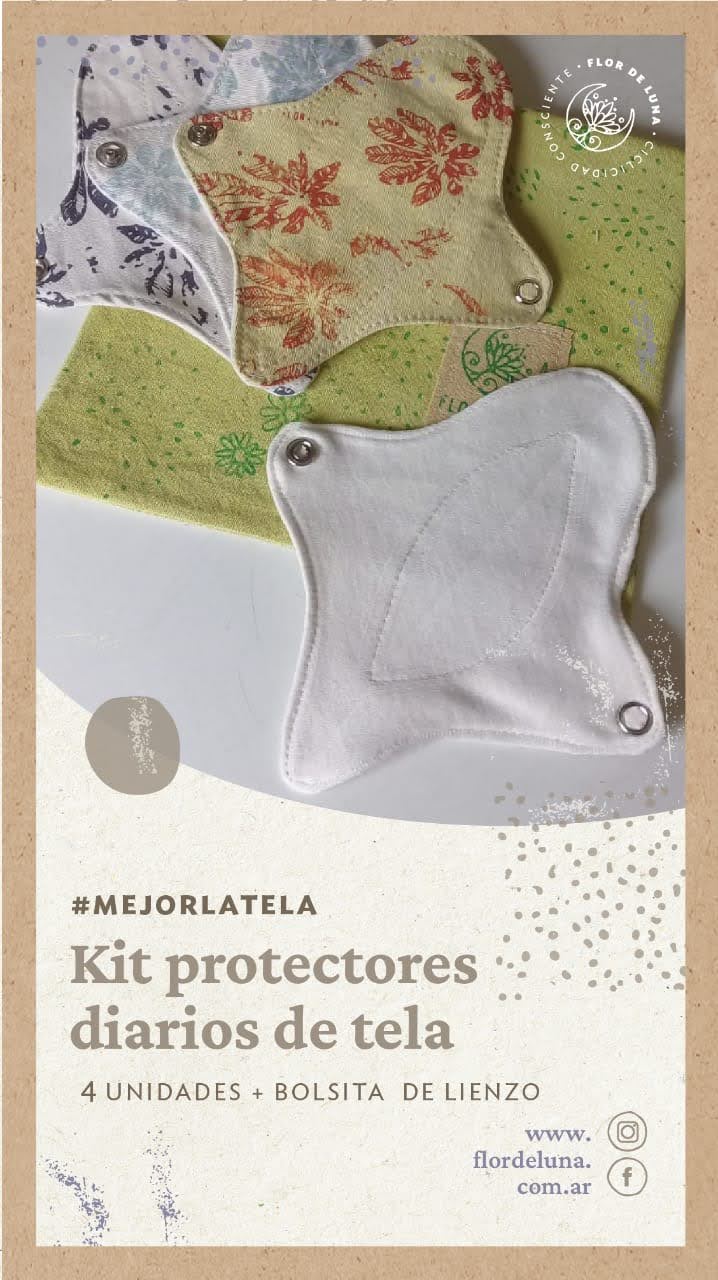 CICLICIDAD CONSCIENTE • FLOR DE LUNA •
FLO
#MEJORLATELA
Kit protectores
diarios de tela
4 UNIDADES + BOLSITA DE LIENZO
www.
flordeluna.
com.ar